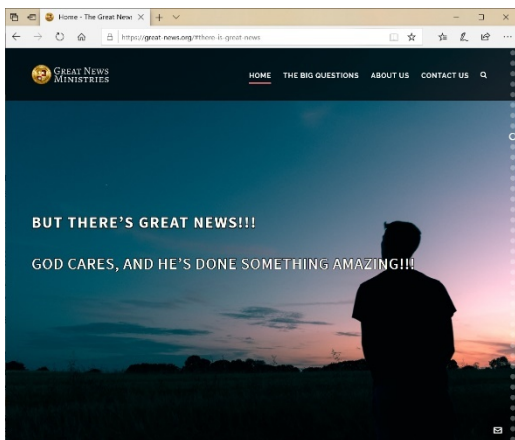 Home - The Great News
https://great-news.org/#there-is-great-news
GREAT NEWS
MINISTRIES
HOME THE BIG QUESTIONS ABOUT US CONTACT US
BUT THERE'S GREAT NEWS!!!
GOD CARES, AND HE'S DONE SOMETHING AMAZING!!!